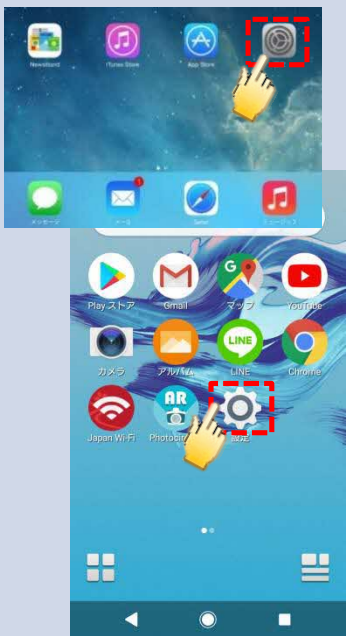 Newsstand iTunes Store App Store
メッセージ メール Safari ミュージック
Play ストア Gmail マップ YouTube
G
カメラ アルバム LINE Chrome
LINE
Japan Wi-Fi 設定
AR